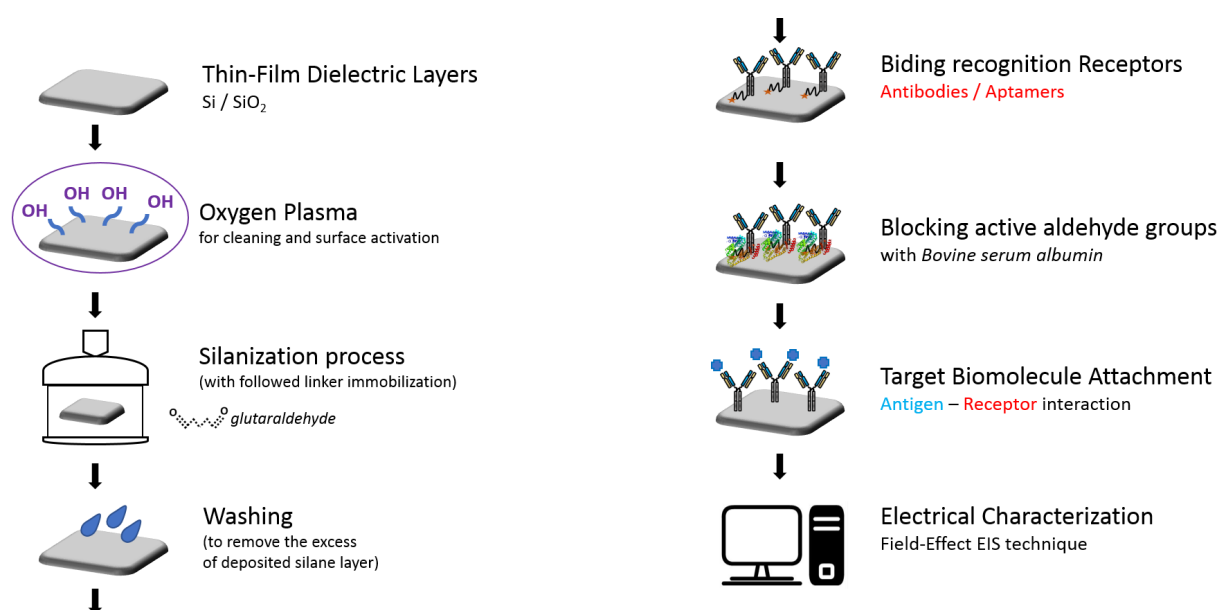 Thin-Film Dielectric Layers
Si / SiO₂
OH OH OH OH
Oxygen Plasma
for cleaning and surface activation
Silanization process
(with followed linker immobilization)
O O glutaraldehyde
Washing
(to remove the excess
of deposited silane layer)
Biding recognition Receptors
Antibodies / Aptamers
Blocking active aldehyde groups
with Bovine serum albumin
Target Biomolecule Attachment
Antigen – Receptor interaction
Electrical Characterization
Field-Effect EIS technique